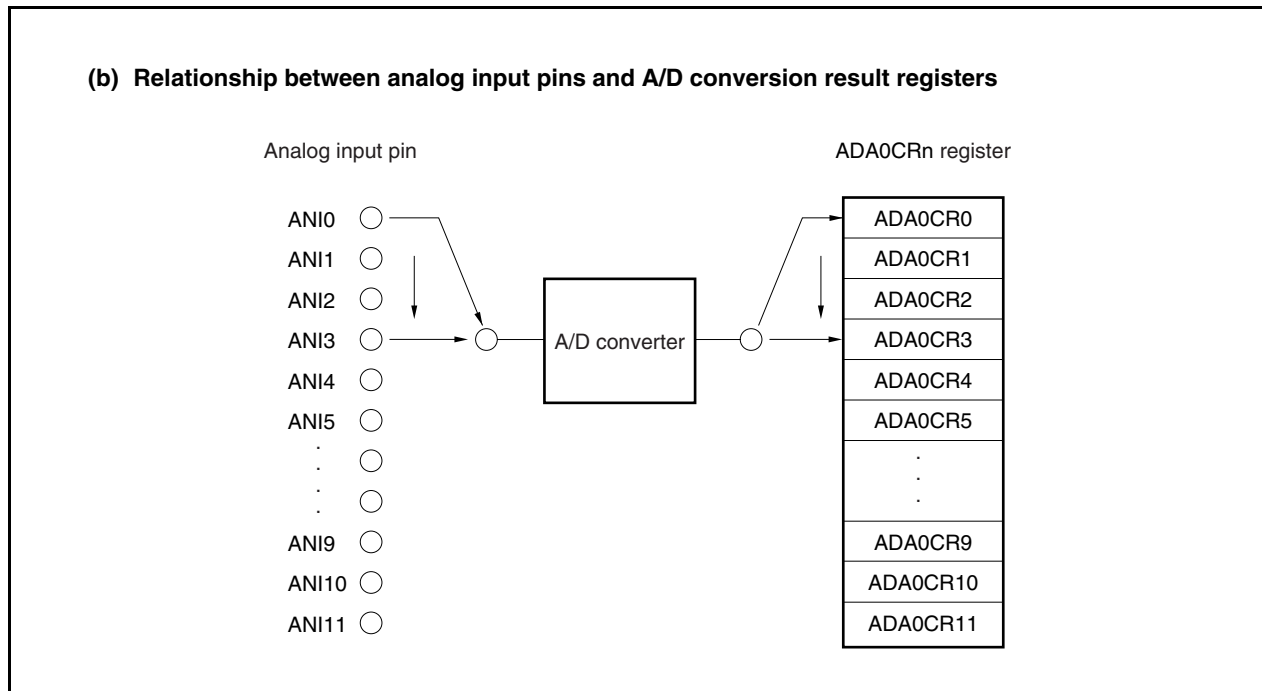 (b) Relationship between analog input pins and A/D conversion result registers
Analog input pin
ADA0CRn register
ANI0
ANI1
ANI2
ANI3
ANI4
ANI5
.
.
.
.
ANI9
ANI10
ANI11
A/D converter
ADA0CR0
ADA0CR1
ADA0CR2
ADA0CR3
ADA0CR4
ADA0CR5
.
.
.
ADA0CR9
ADA0CR10
ADA0CR11